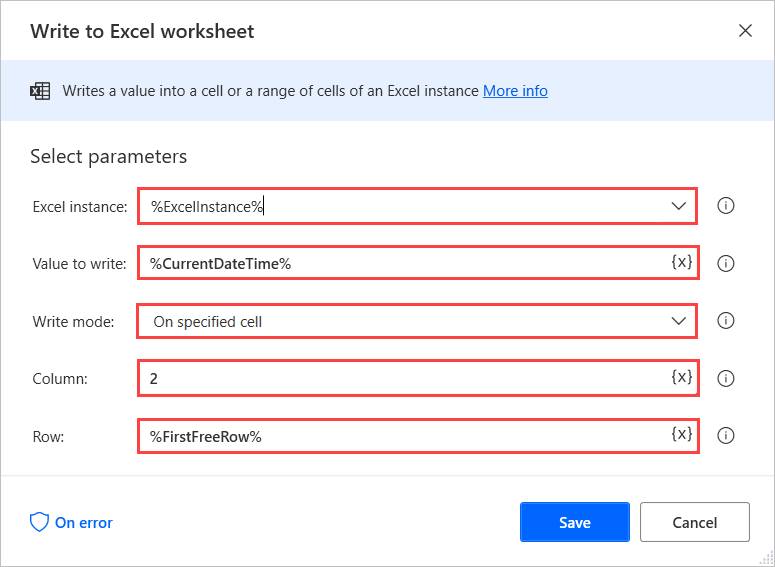 Write to Excel worksheet
Writes a value into a cell or a range of cells of an Excel instance More info
Select parameters
Excel instance: %ExcelInstance%
Value to write: %CurrentDateTime% {x}
Write mode: On specified cell
Column: 2 {x}
Row: %FirstFreeRow% {x}
On error Save Cancel